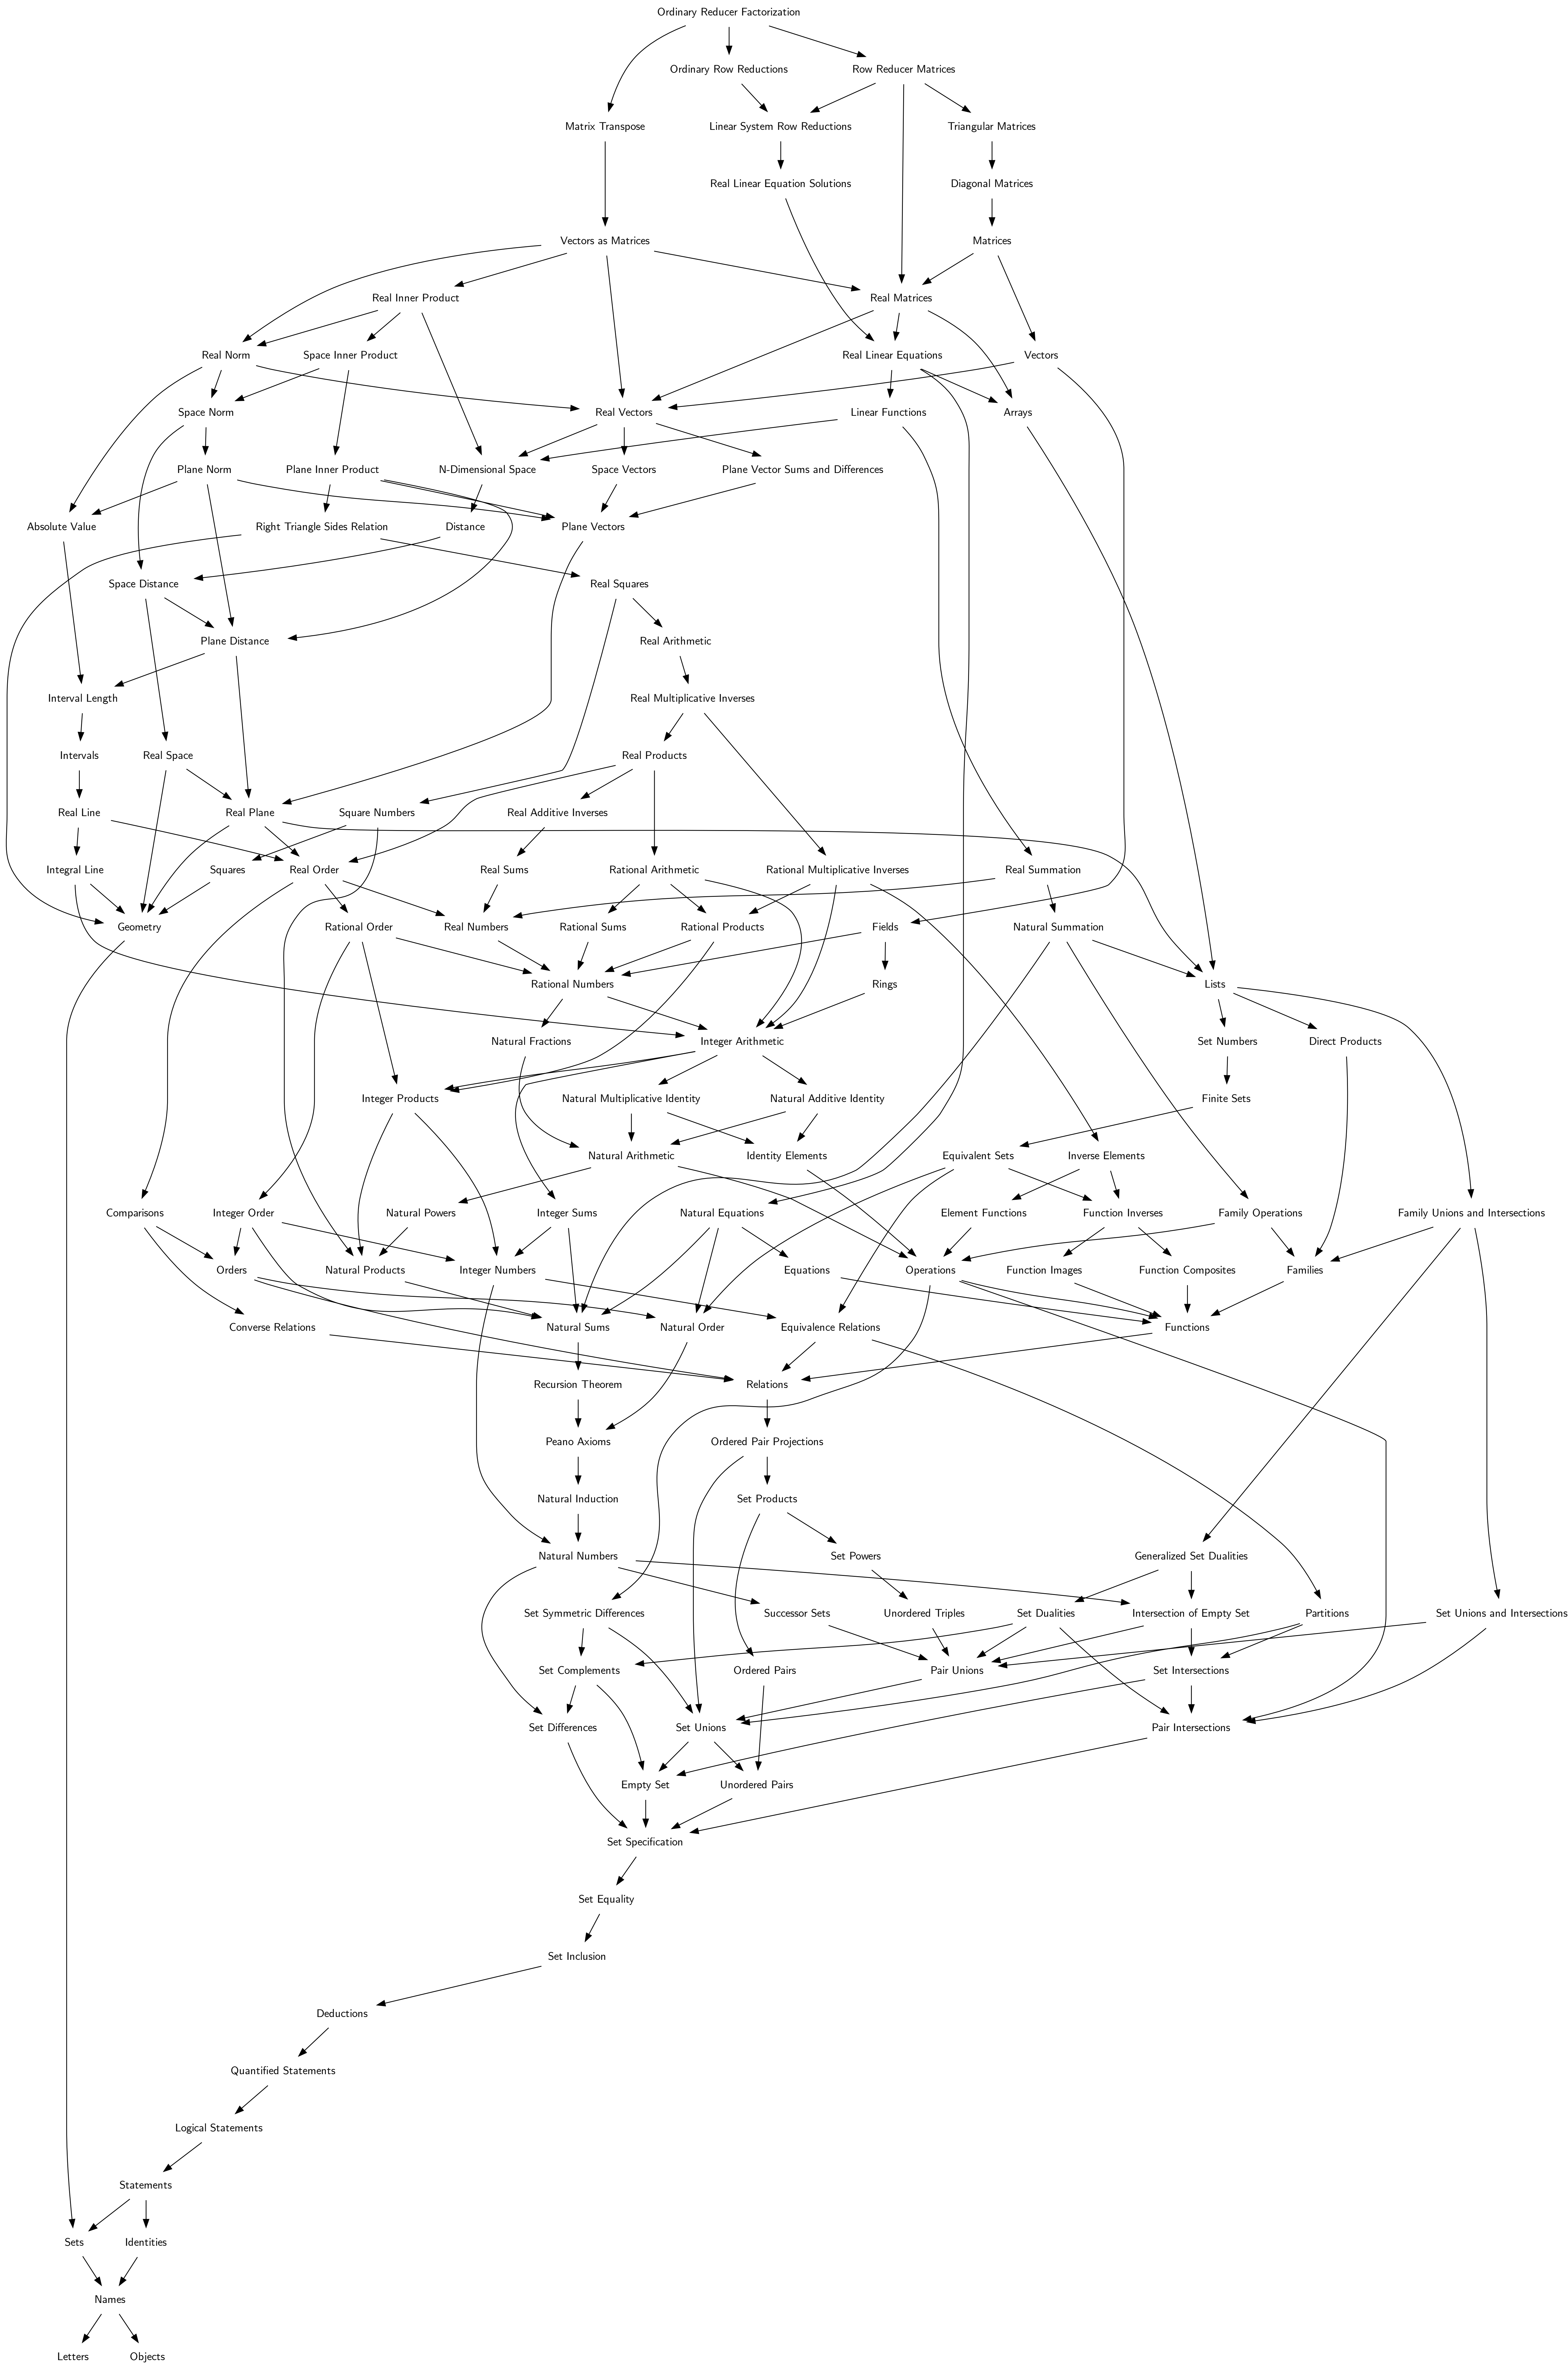 Ordinary Reducer Factorization
Ordinary Row Reductions
Row Reducer Matrices
Matrix Transpose
Linear System Row Reductions
Triangular Matrices
Real Linear Equation Solutions
Diagonal Matrices
Vectors as Matrices
Matrices
Real Inner Product
Real Matrices
Real Norm
Space Inner Product
Real Linear Equations
Vectors
Space Norm
Real Vectors
Linear Functions
Arrays
Plane Norm
Plane Inner Product
N-Dimensional Space
Space Vectors
Plane Vector Sums and Differences
Absolute Value
Right Triangle Sides Relation
Distance
Plane Vectors
Space Distance
Real Squares
Plane Distance
Real Arithmetic
Interval Length
Real Multiplicative Inverses
Intervals
Real Space
Real Products
Real Line
Real Plane
Square Numbers
Real Additive Inverses
Integral Line
Squares
Real Order
Real Sums
Rational Arithmetic
Rational Multiplicative Inverses
Real Summation
Geometry
Rational Order
Real Numbers
Rational Sums
Rational Products
Fields
Natural Summation
Rational Numbers
Rings
Lists
Natural Fractions
Integer Arithmetic
Set Numbers
Direct Products
Integer Products
Natural Multiplicative Identity
Natural Additive Identity
Finite Sets
Natural Arithmetic
Identity Elements
Equivalent Sets
Inverse Elements
Comparisons
Integer Order
Natural Powers
Integer Sums
Natural Equations
Element Functions
Function Inverses
Family Operations
Family Unions and Intersections
Orders
Natural Products
Integer Numbers
Equations
Operations
Function Images
Function Composites
Families
Converse Relations
Natural Sums
Natural Order
Equivalence Relations
Functions
Recursion Theorem
Relations
Peano Axioms
Ordered Pair Projections
Natural Induction
Set Products
Natural Numbers
Set Powers
Generalized Set Dualities
Set Symmetric Differences
Successor Sets
Unordered Triples
Set Dualities
Intersection of Empty Set
Partitions
Set Unions and Intersections
Set Complements
Ordered Pairs
Pair Unions
Set Intersections
Set Differences
Set Unions
Pair Intersections
Empty Set
Unordered Pairs
Set Specification
Set Equality
Set Inclusion
Deductions
Quantified Statements
Logical Statements
Statements
Sets
Identities
Names
Letters
Objects